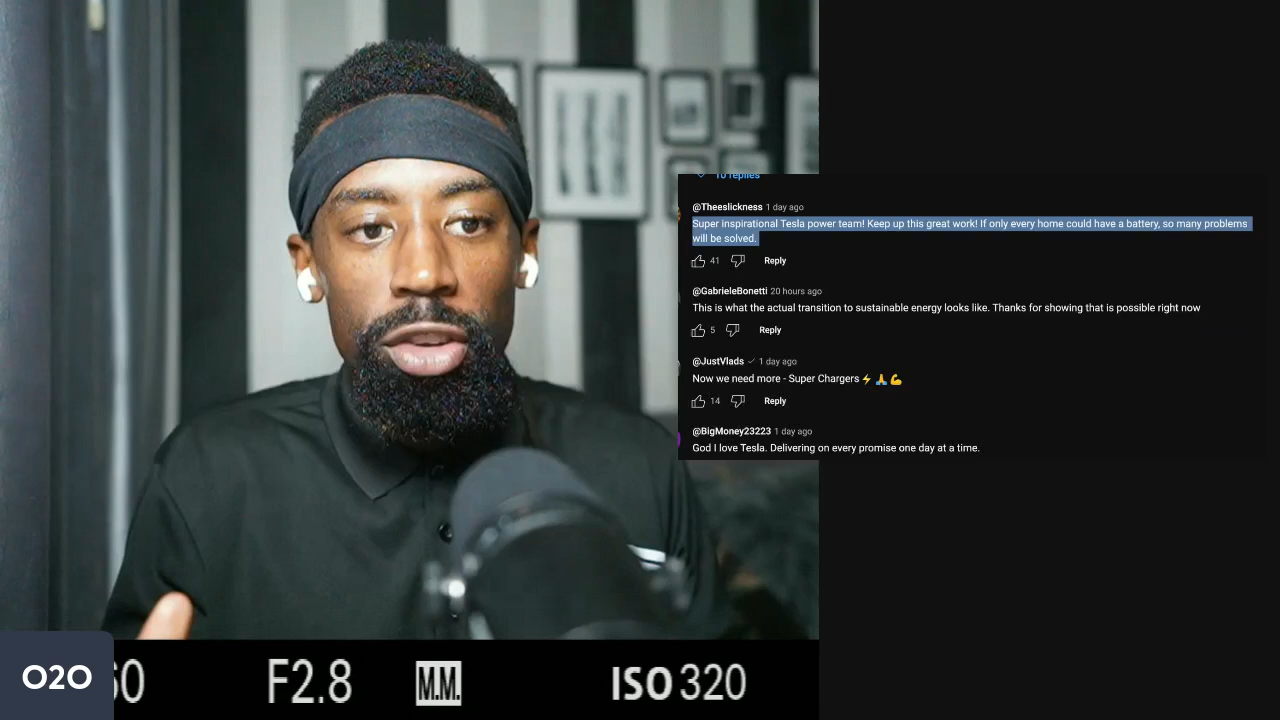 10 replies
@Theeslickness 1 day ago
Super inspirational Tesla power team! Keep up this great work! If only every home could have a battery, so many problems
will be solved.
41 Reply
@GabrieleBonetti 20 hours ago
This is what the actual transition to sustainable energy looks like. Thanks for showing that is possible right now
5 Reply
@JustVlads 1 day ago
Now we need more - Super Chargers ⚡🙏💪
14 Reply
@BigMoney23223 1 day ago
God I love Tesla. Delivering on every promise one day at a time.
O2O
60 F2.8 M.M. ISO 320